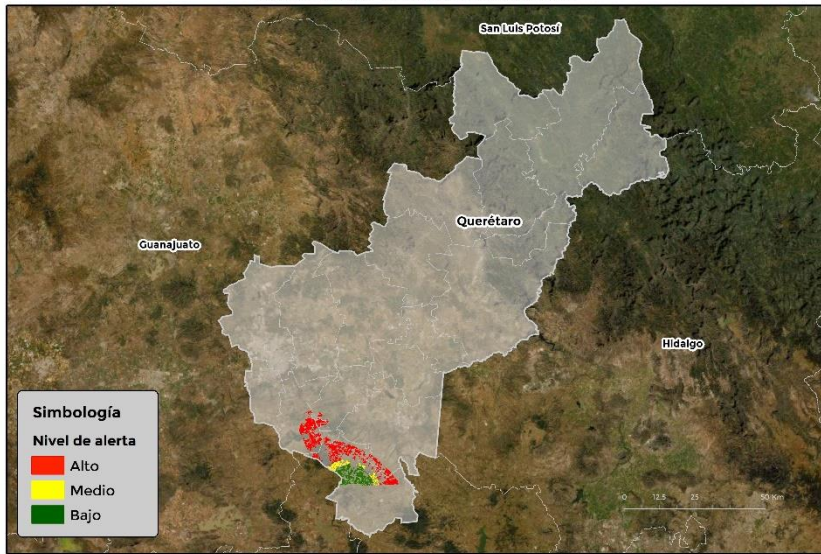 San Luis Potosí
Querétaro
Guanajuato
Hidalgo
Simbología
Nivel de alerta
Alto
Medio
Bajo
0 12.5 25 50 Km